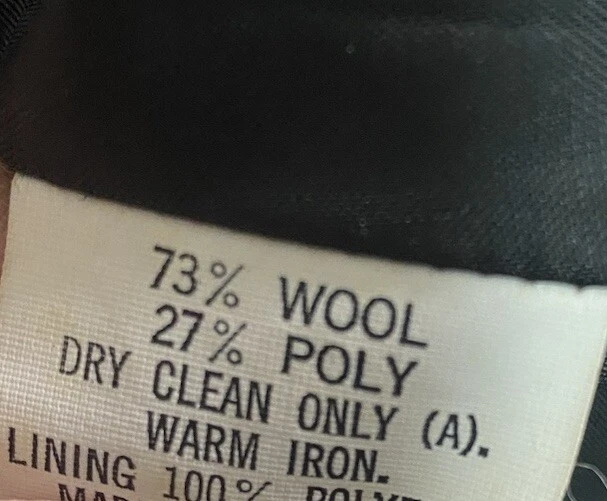 73% WOOL
27% POLY
DRY CLEAN ONLY (A).
WARM IRON.
LINING 100%